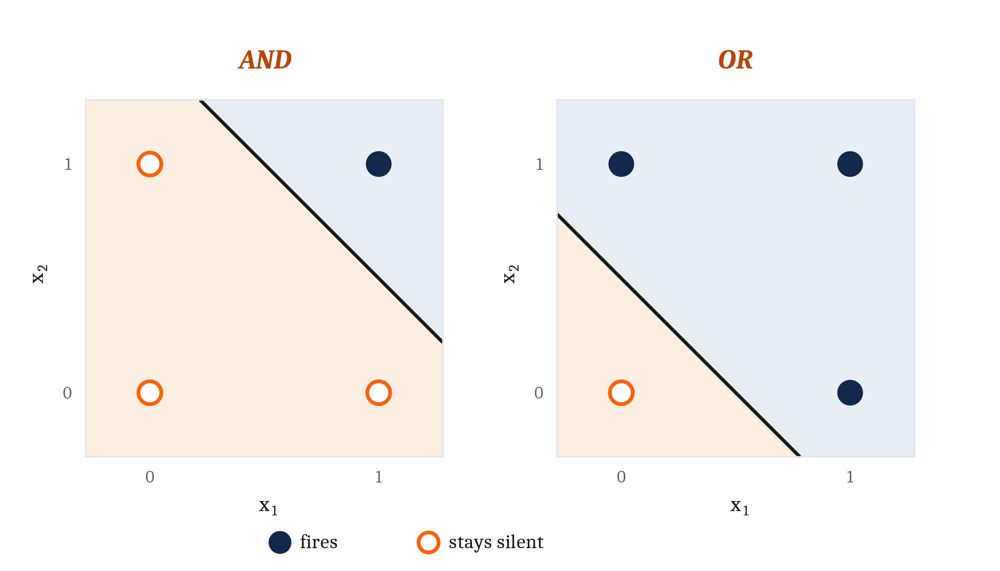 AND
OR
1
1
x₂
x₂
0
0
0
1
0
1
x₁
x₁
fires
stays silent